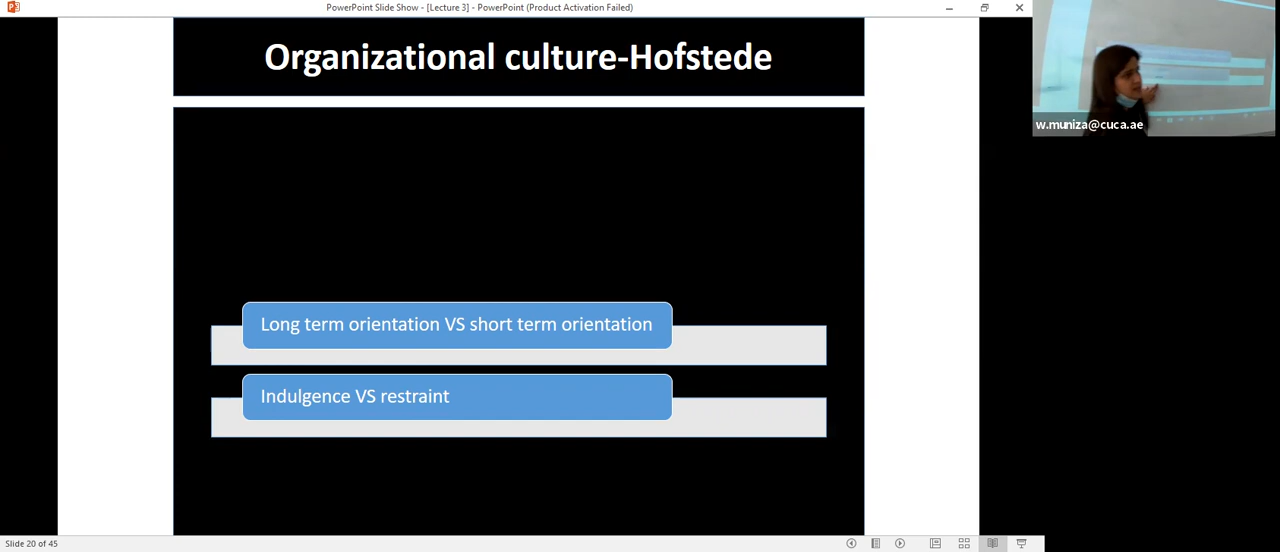 PowerPoint Slide Show - [Lecture 3] - PowerPoint (Product Activation Failed)
Organizational culture-Hofstede
w.muniza@cuca.ae
Long term orientation VS short term orientation
Indulgence VS restraint
Slide 20 of 45